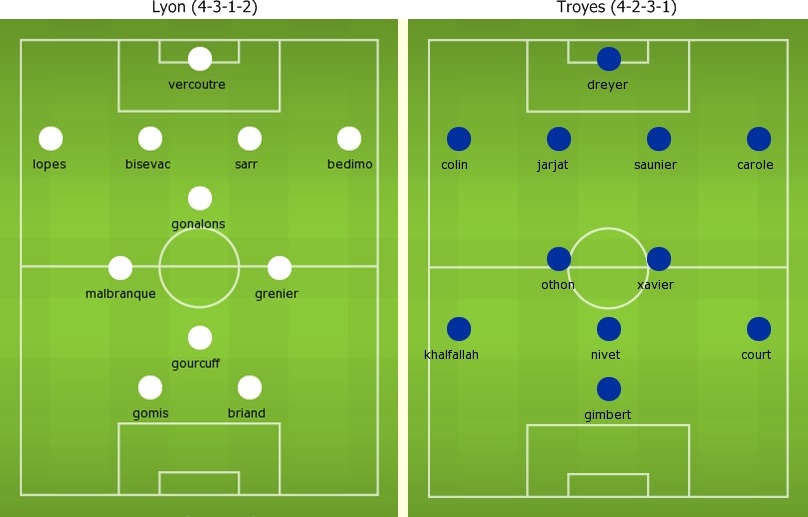 Lyon (4-3-1-2)
vercoutre
lopes
bisevac
sarr
bedimo
gonalons
malbranque
grenier
gourcuff
gomis
briand
Troyes (4-2-3-1)
dreyer
colin
jarjat
saunier
carole
othon
xavier
khalfallah
nivet
court
gimbert